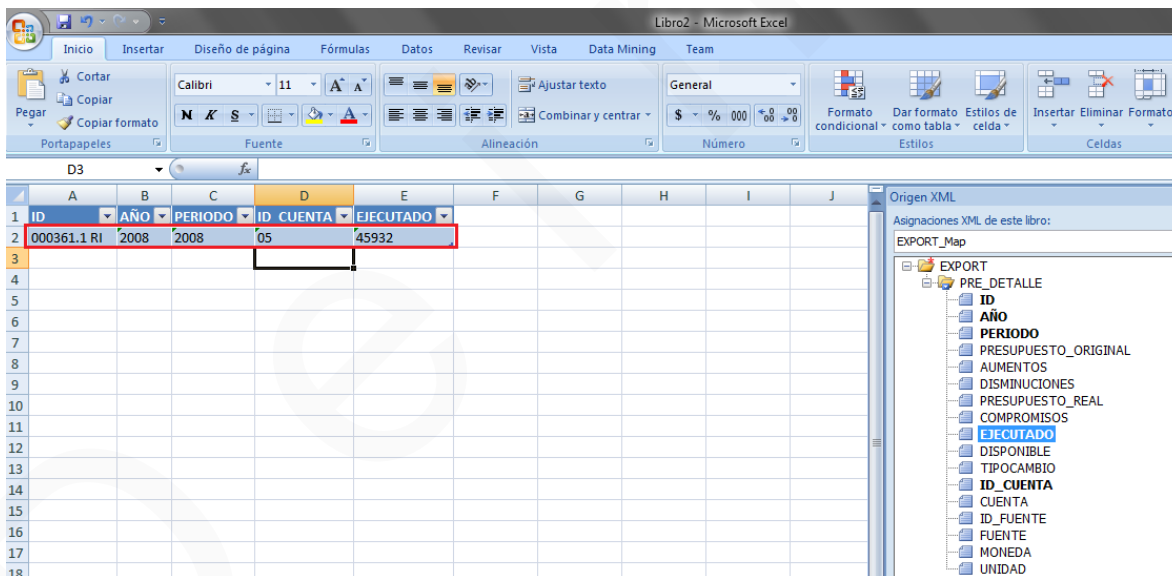 Libro2 - Microsoft Excel
Inicio Insertar Diseño de página Fórmulas Datos Revisar Vista Data Mining Team
Pegar
Cortar
Copiar
Copiar formato
Portapapeles
Calibri 11 A A
N K S A
Fuente
Ajustar texto
Combinar y centrar
Alineación
General
$ % 000
Número
Formato condicional
Dar formato como tabla
Estilos de celda
Estilos
Insertar Eliminar Formato
Celdas
D3 fx
A B C D E F G H I J
1 ID AÑO PERIODO ID_CUENTA EJECUTADO
2 000361.1 RI 2008 2008 05 45932
3
4
5
6
7
8
9
10
11
12
13
14
15
16
17
18
Origen XML
Asignaciones XML de este libro:
EXPORT_Map
EXPORT
PRE_DETALLE
ID
AÑO
PERIODO
PRESUPUESTO_ORIGINAL
AUMENTOS
DISMINUCIONES
PRESUPUESTO_REAL
COMPROMISOS
EJECUTADO
DISPONIBLE
TIPOCAMBIO
ID_CUENTA
CUENTA
ID_FUENTE
FUENTE
MONEDA
UNIDAD